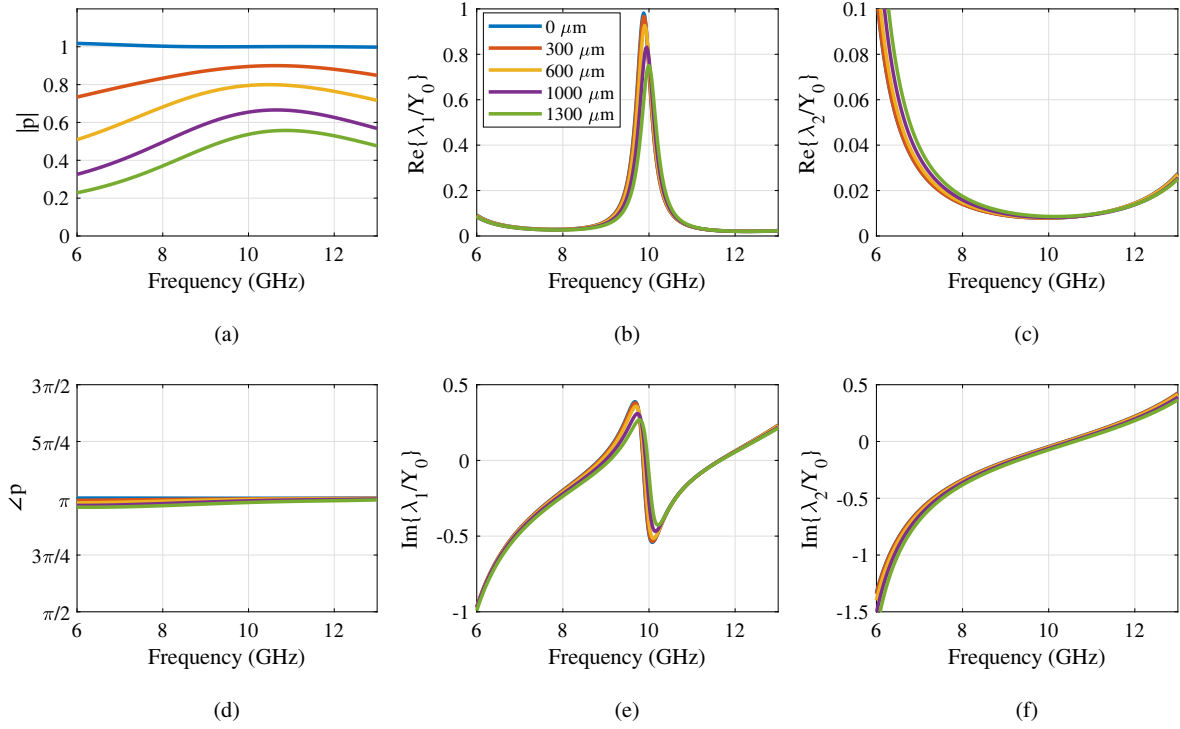 |p|
1
0.8
0.6
0.4
0.2
0
6 8 10 12
Frequency (GHz)
(a)
Re{λ₁/Y₀}
1
0.8
0.6
0.4
0.2
0
6 8 10 12
Frequency (GHz)
0 μm
300 μm
600 μm
1000 μm
1300 μm
(b)
Re{λ₂/Y₀}
0.1
0.08
0.06
0.04
0.02
0
6 8 10 12
Frequency (GHz)
(c)
∠p
3π/2
5π/4
π
3π/4
π/2
6 8 10 12
Frequency (GHz)
(d)
Im{λ₁/Y₀}
0.5
0
-0.5
-1
6 8 10 12
Frequency (GHz)
(e)
Im{λ₂/Y₀}
0.5
0
-0.5
-1
-1.5
6 8 10 12
Frequency (GHz)
(f)